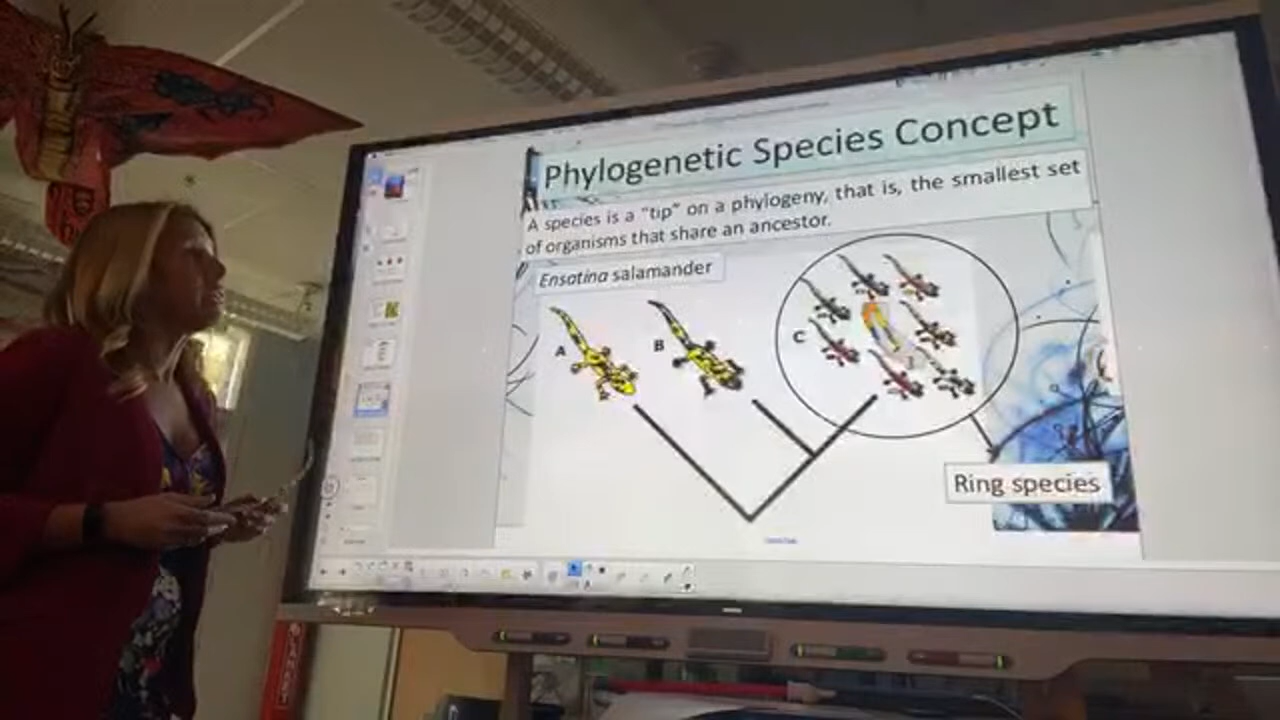 Phylogenetic Species Concept
A species is a "tip" on a phylogeny, that is, the smallest set
of organisms that share an ancestor.
Ensatina salamander
A
B
C
Ring species